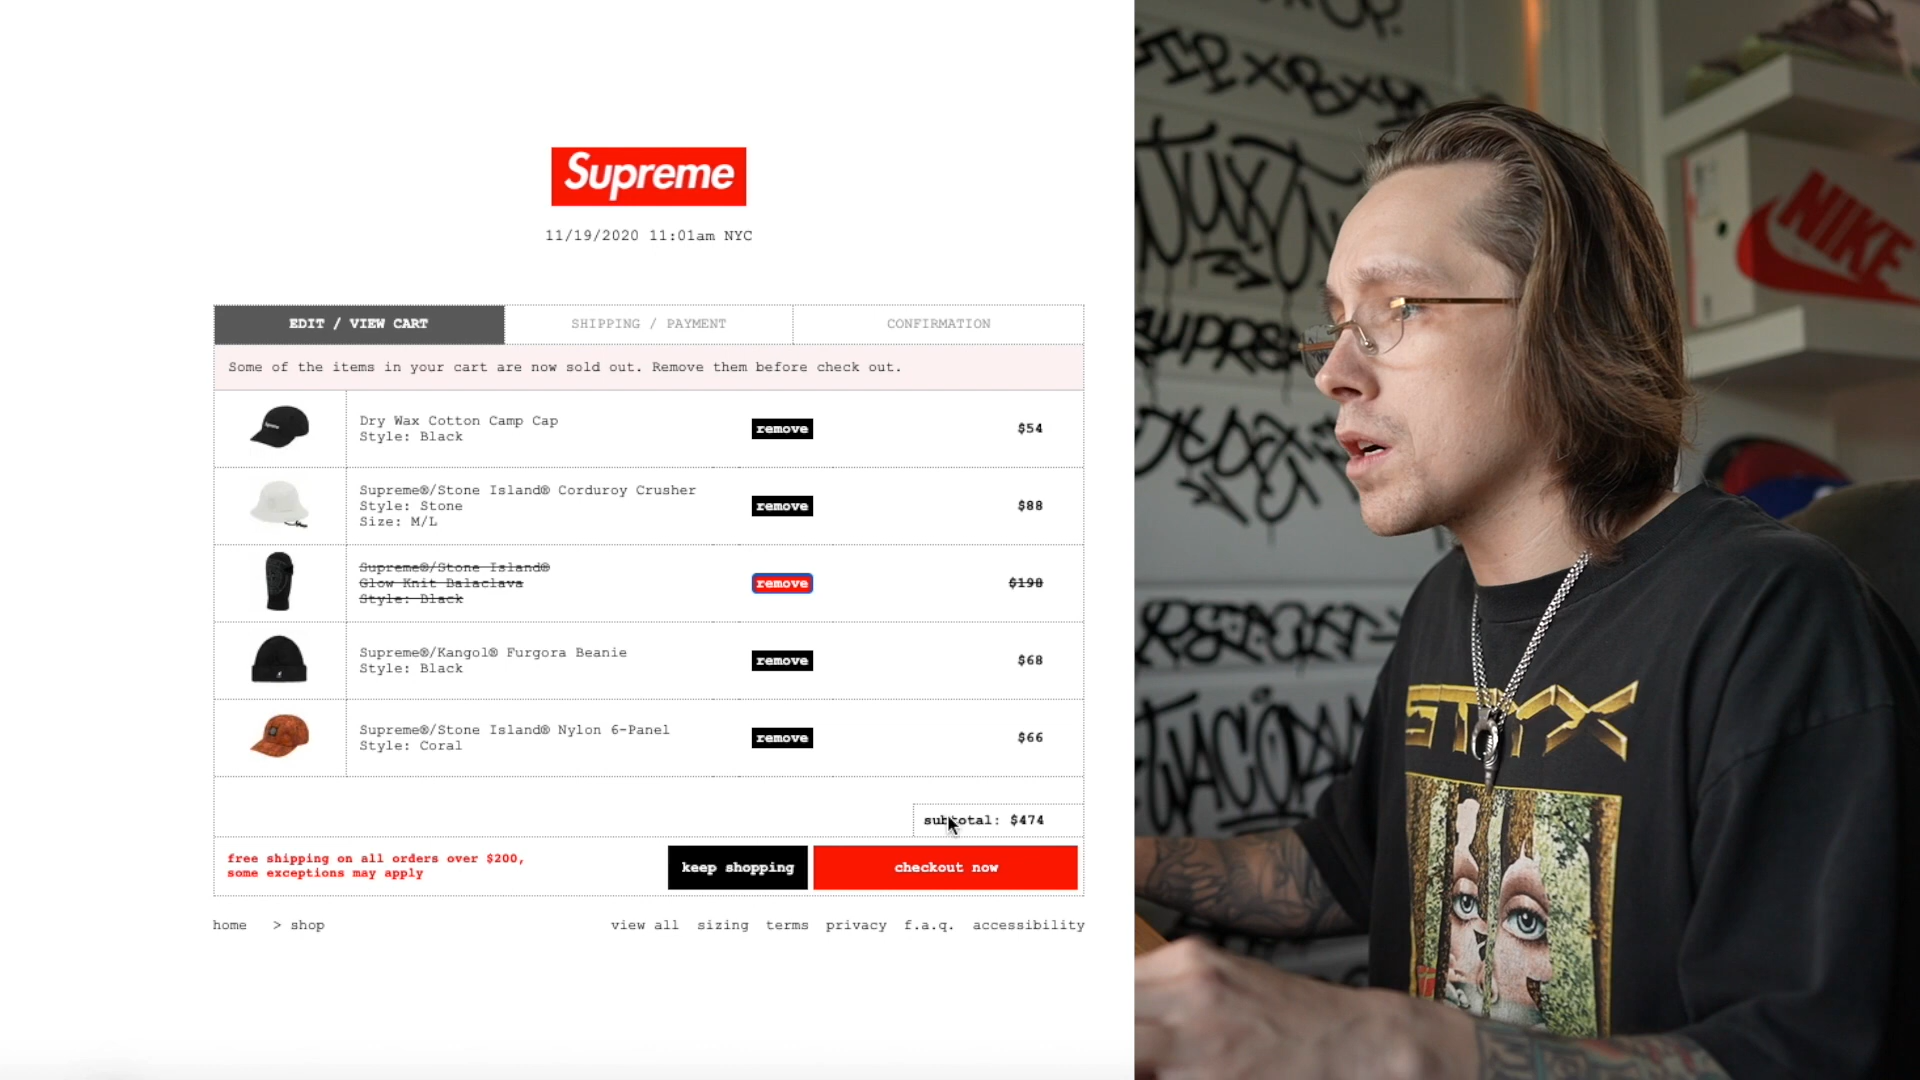 Supreme
11/19/2020 11:01am NYC
EDIT / VIEW CART
SHIPPING / PAYMENT
CONFIRMATION
Some of the items in your cart are now sold out. Remove them before check out.
Dry Wax Cotton Camp Cap
Style: Black
remove
$54
Supreme®/Stone Island® Corduroy Crusher
Style: Stone
Size: M/L
remove
$88
Supreme®/Stone Island®
Glow Knit Balaclava
Style: Black
remove
$198
Supreme®/Kangol® Furgora Beanie
Style: Black
remove
$68
Supreme®/Stone Island® Nylon 6-Panel
Style: Coral
remove
$66
subtotal: $474
free shipping on all orders over $200,
some exceptions may apply
keep shopping
checkout now
home > shop
view all sizing terms privacy f.a.q. accessibility
NIKE
STYX